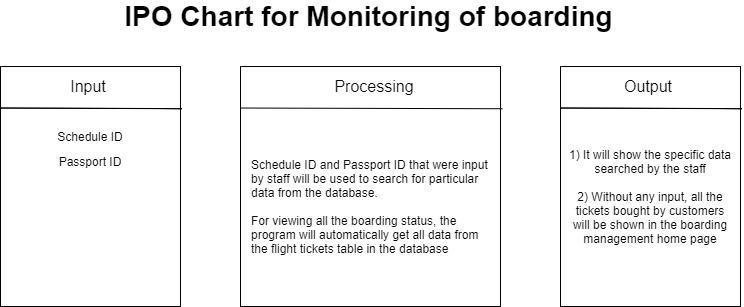 IPO Chart for Monitoring of boarding
Input
Schedule ID
Passport ID
Processing
Schedule ID and Passport ID that were input
by staff will be used to search for particular
data from the database.
For viewing all the boarding status, the
program will automatically get all data from
the flight tickets table in the database
Output
1) It will show the specific data
searched by the staff
2) Without any input, all the
tickets bought by customers
will be shown in the boarding
management home page